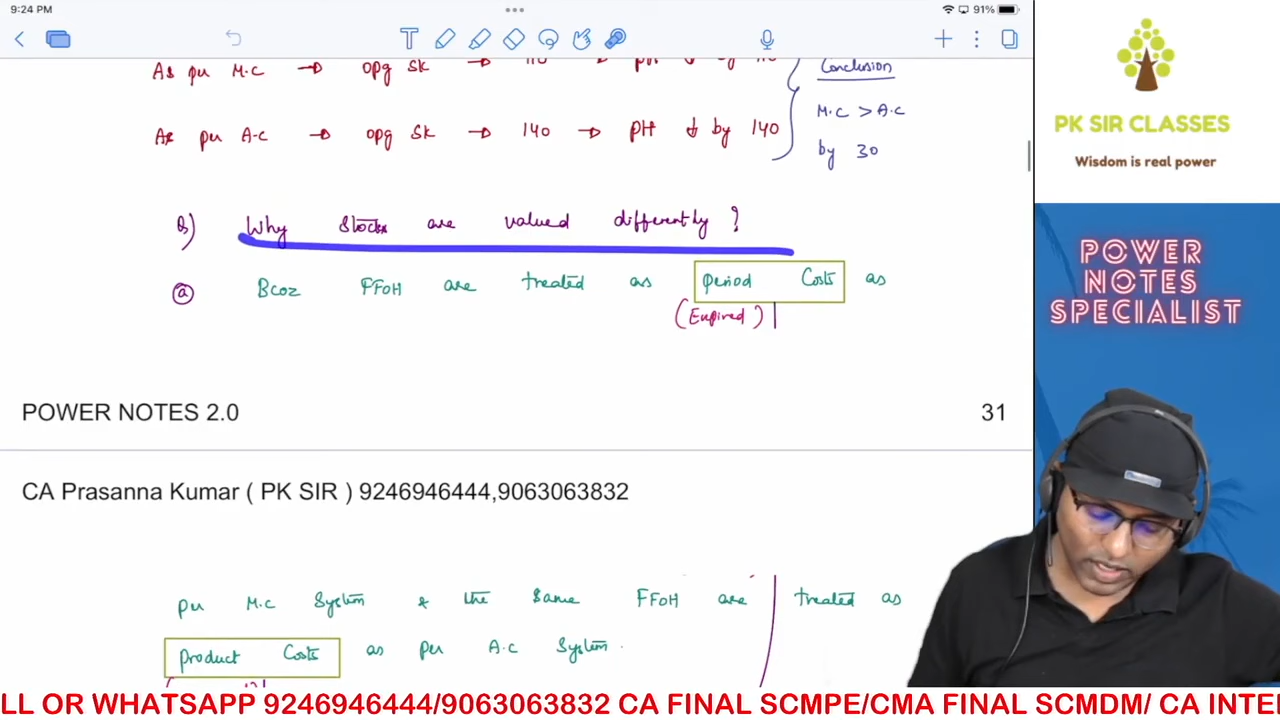 9:24 PM
91%
As per M.C → opg Sk → 110 → pft ↓ by 110
Conclusion
M.C > A.C
by 30
As per A.C → opg Sk → 140 → pft ↓ by 140
Q) Why Stocks are valued differently ?
a Bcoz FFOH are treated as period Costs as
(Expired)
POWER NOTES 2.0
31
CA Prasanna Kumar ( PK SIR ) 9246946444,9063063832
per M.C System & the same FFOH are treated as
product Costs as per A.C System.
PK SIR CLASSES
Wisdom is real power
POWER
NOTES
SPECIALIST
LL OR WHATSAPP 9246946444/9063063832 CA FINAL SCMPE/CMA FINAL SCMDM/ CA INTE